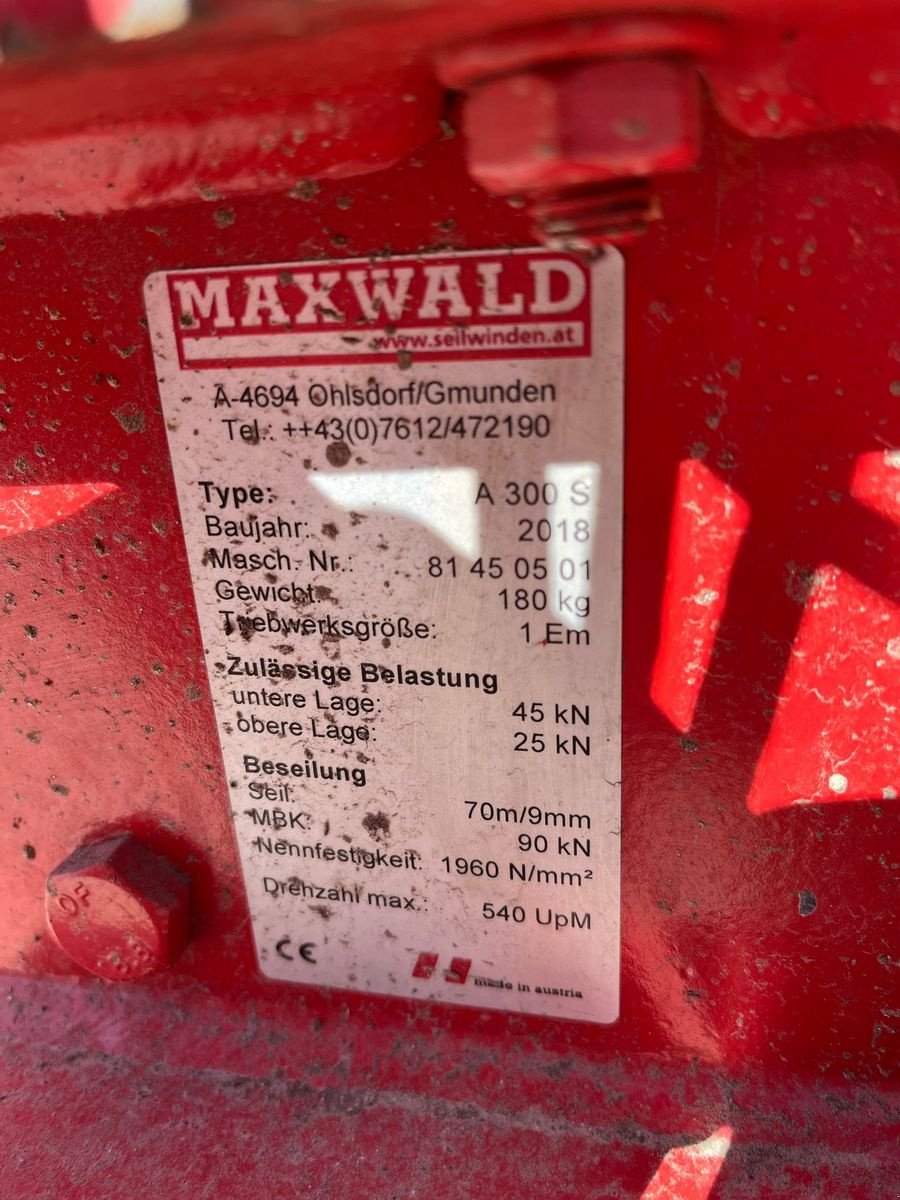 MAXWALD
www.seilwinden.at
A-4694 Ohlsdorf/Gmunden
Tel.: ++43(0)7612/472190
Type: A 300 S
Baujahr: 2018
Masch. Nr.: 81 45 05 01
Gewicht: 180 kg
Triebwerksgröße: 1 Em
Zulässige Belastung
untere Lage: 45 kN
obere Lage: 25 kN
Beseilung
Seil: 70m/9mm
MBK: 90 kN
Nennfestigkeit: 1960 N/mm²
Drehzahl max.: 540 UpM
CE
made in austria